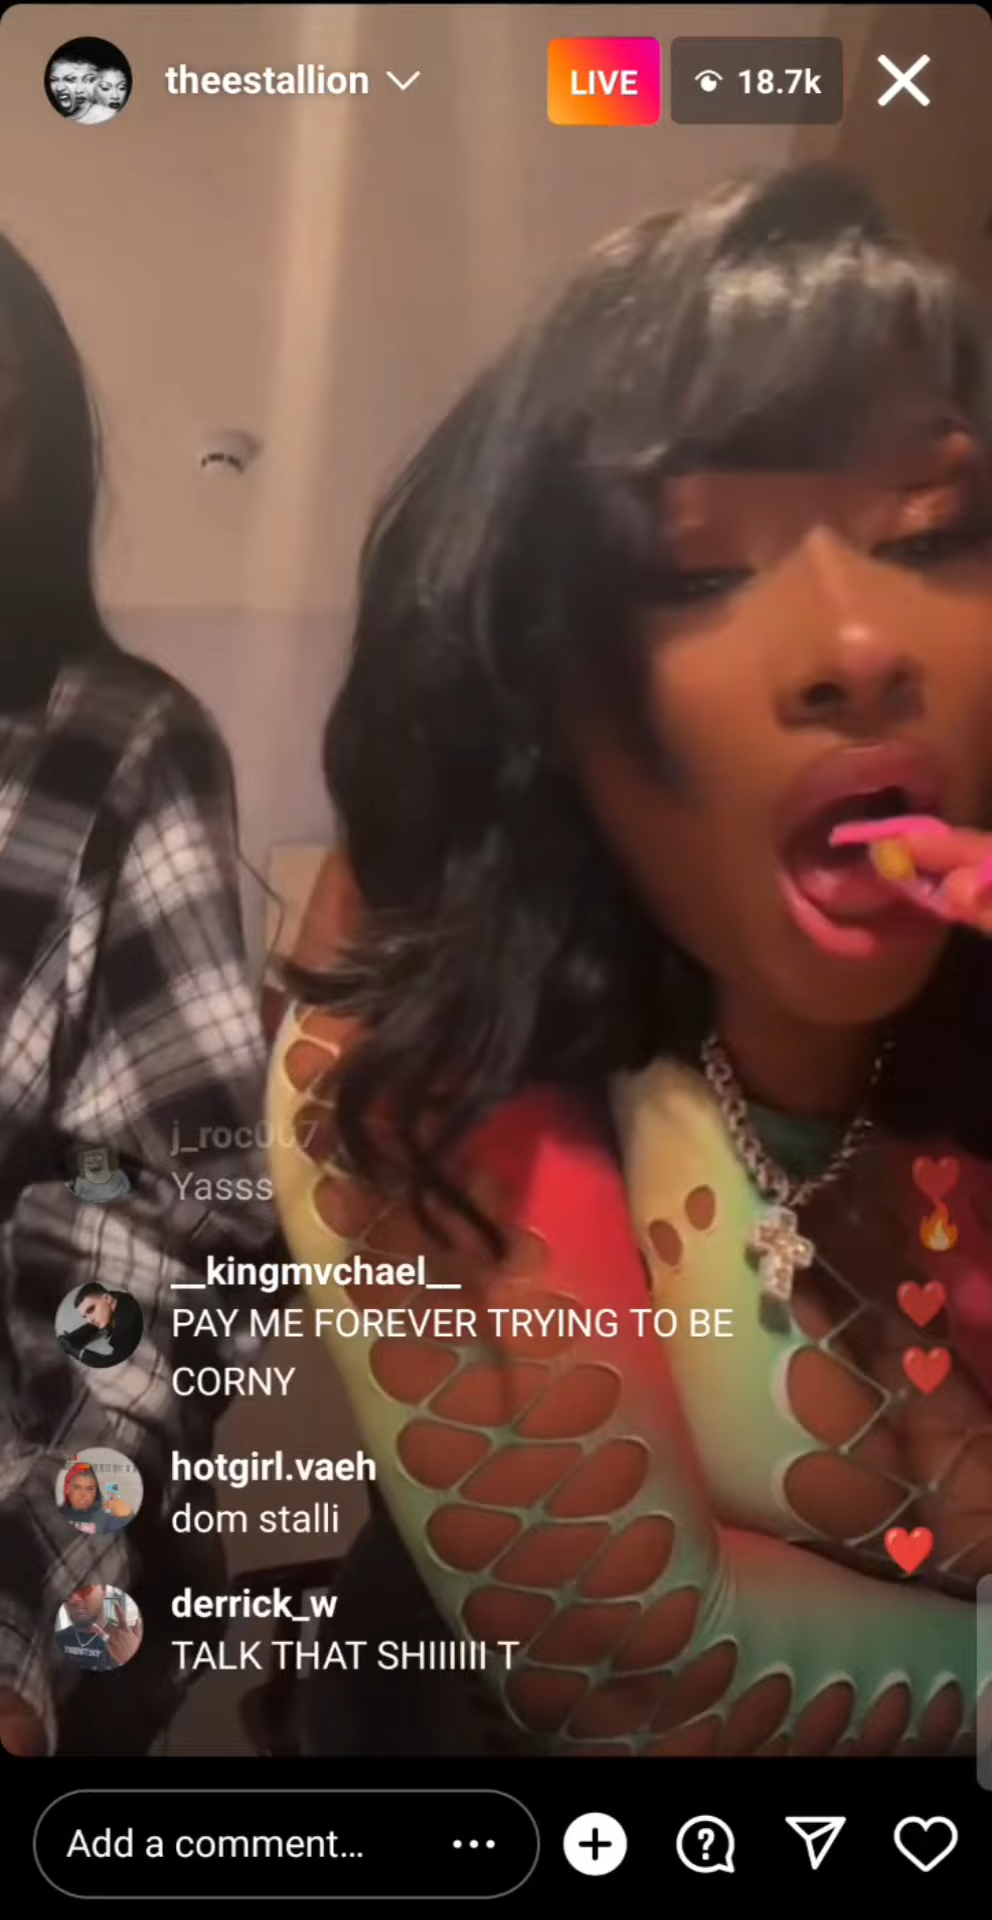 theestallion
LIVE
18.7k
j_roc007
Yasss
__kingmvchael__
PAY ME FOREVER TRYING TO BE
CORNY
hotgirl.vaeh
dom stalli
derrick_w
TALK THAT SHIIIIII T
Add a comment...